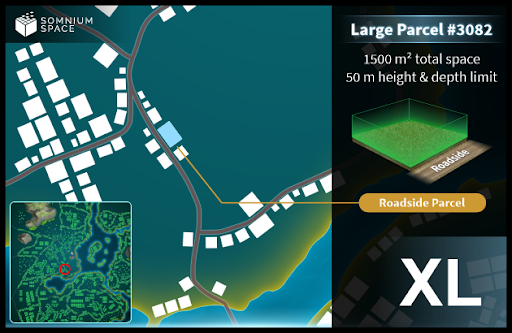 SOMNIUM
SPACE
Large Parcel #3082
1500 m² total space
50 m height & depth limit
Roadside
Roadside Parcel
XL